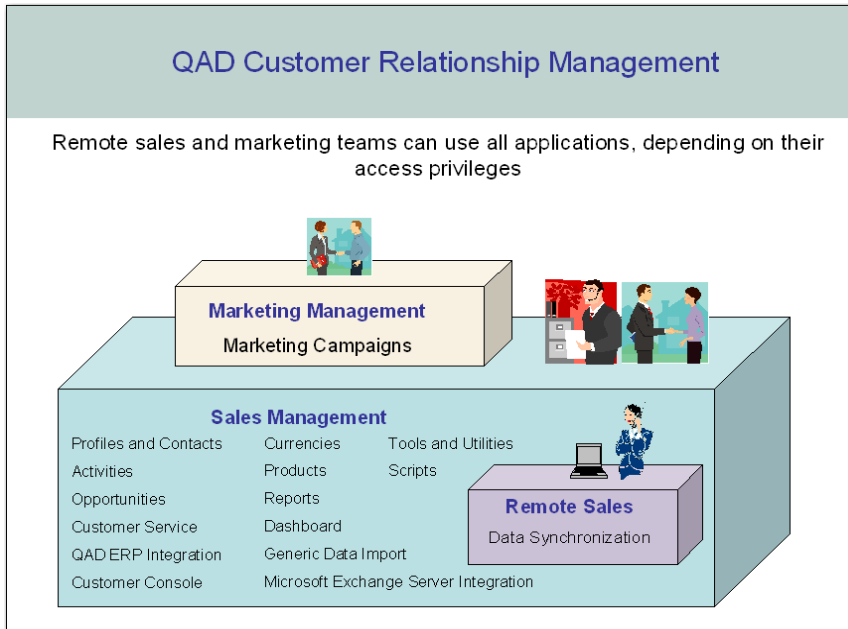 QAD Customer Relationship Management
Remote sales and marketing teams can use all applications, depending on their
access privileges
Marketing Management
Marketing Campaigns
Sales Management
Profiles and Contacts
Activities
Opportunities
Customer Service
QAD ERP Integration
Customer Console
Currencies
Products
Reports
Dashboard
Generic Data Import
Microsoft Exchange Server Integration
Tools and Utilities
Scripts
Remote Sales
Data Synchronization